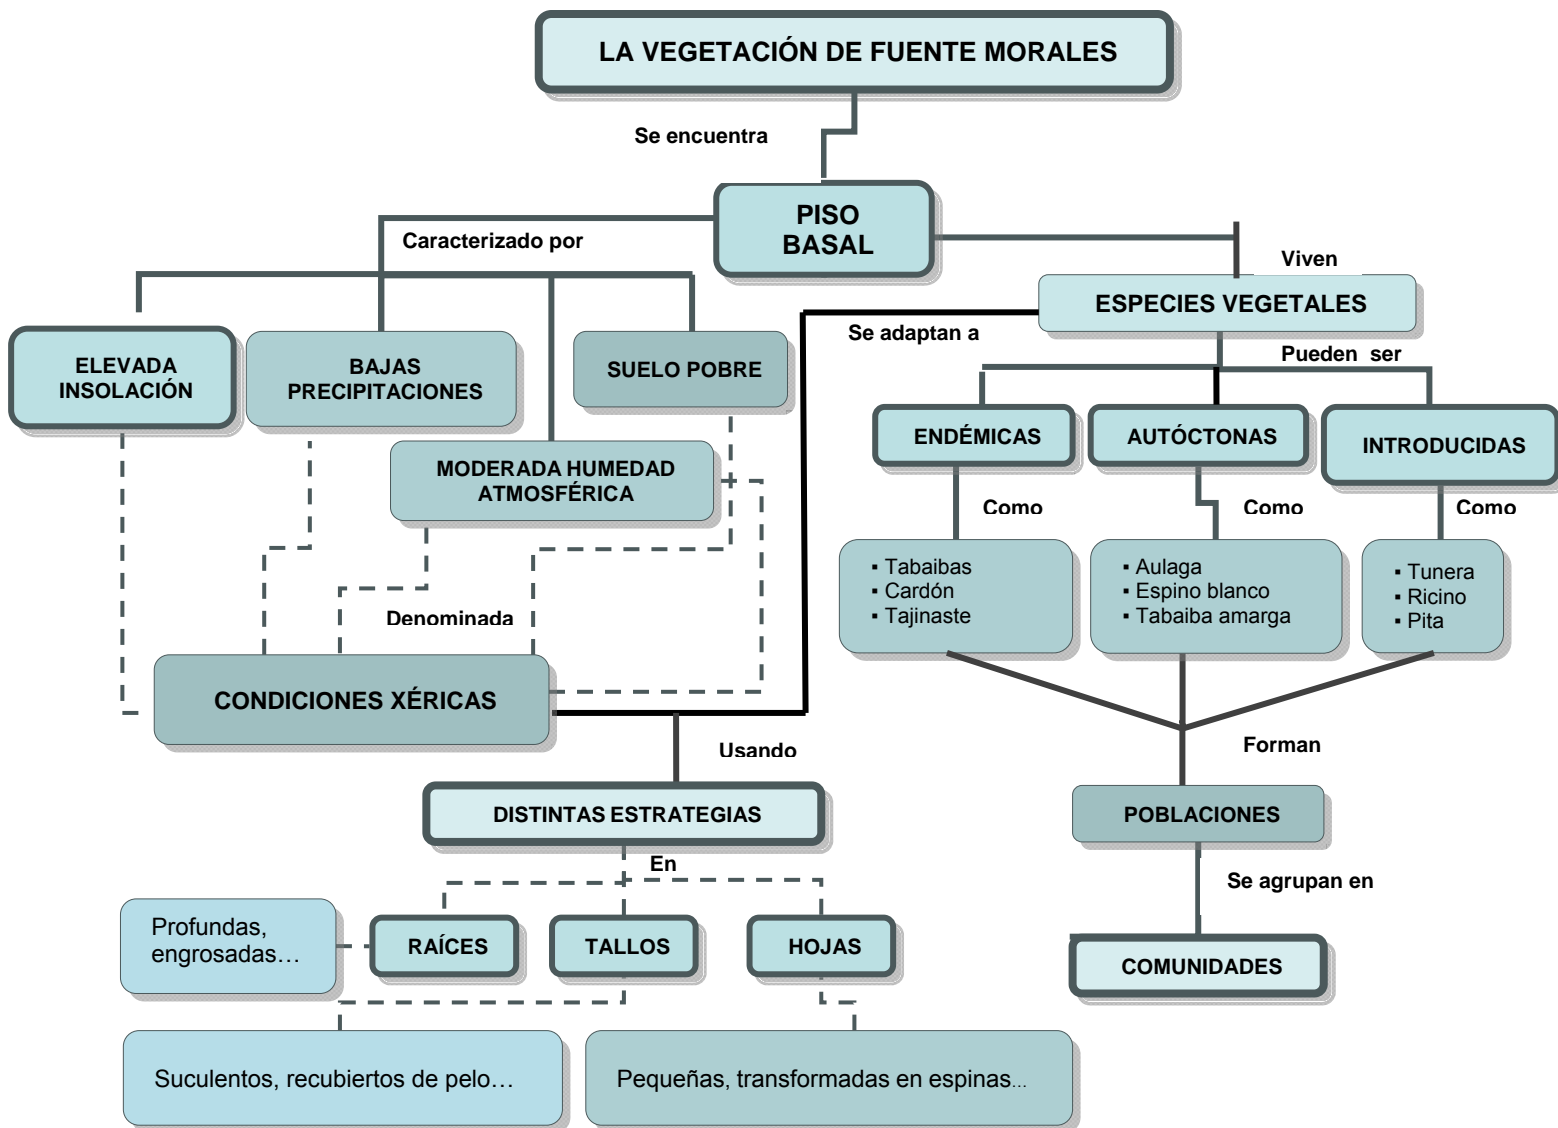 LA VEGETACIÓN DE FUENTE MORALES
Se encuentra
PISO
BASAL
Caracterizado por
Viven
ESPECIES VEGETALES
Se adaptan a
Pueden ser
ELEVADA
INSOLACIÓN
BAJAS
PRECIPITACIONES
SUELO POBRE
MODERADA HUMEDAD
ATMOSFÉRICA
ENDÉMICAS
AUTÓCTONAS
INTRODUCIDAS
Como
Como
Como
▪ Tabaibas
▪ Cardón
▪ Tajinaste
▪ Aulaga
▪ Espino blanco
▪ Tabaiba amarga
▪ Tunera
▪ Ricino
▪ Pita
Denominada
CONDICIONES XÉRICAS
Usando
Forman
DISTINTAS ESTRATEGIAS
POBLACIONES
En
Se agrupan en
Profundas,
engrosadas…
RAÍCES
TALLOS
HOJAS
COMUNIDADES
Suculentos, recubiertos de pelo…
Pequeñas, transformadas en espinas...